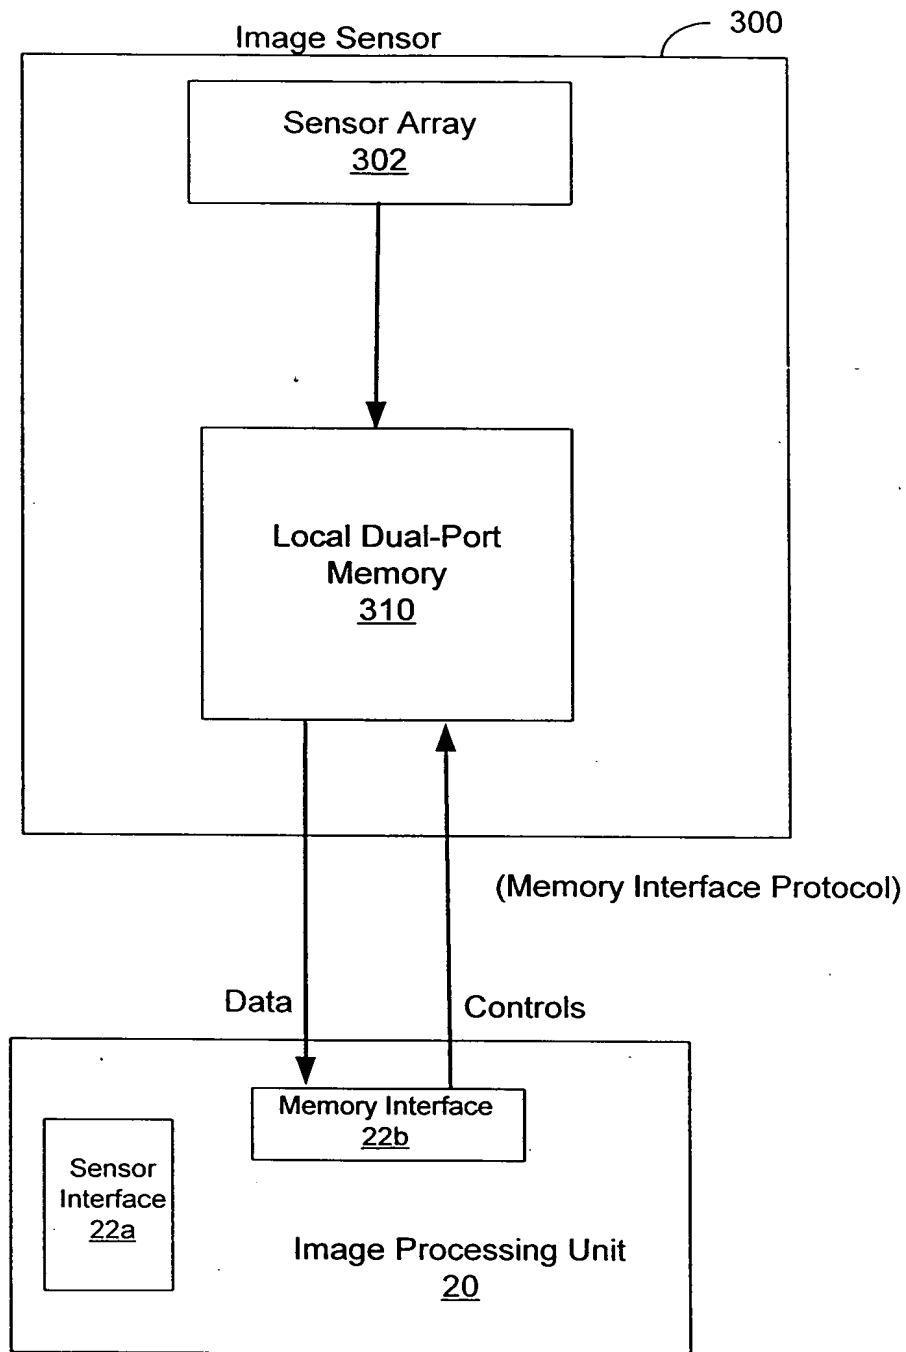 Image Sensor
300
Sensor Array
302
Local Dual-Port
Memory
310
(Memory Interface Protocol)
Data
Controls
Memory Interface
22b
Sensor
Interface
22a
Image Processing Unit
20